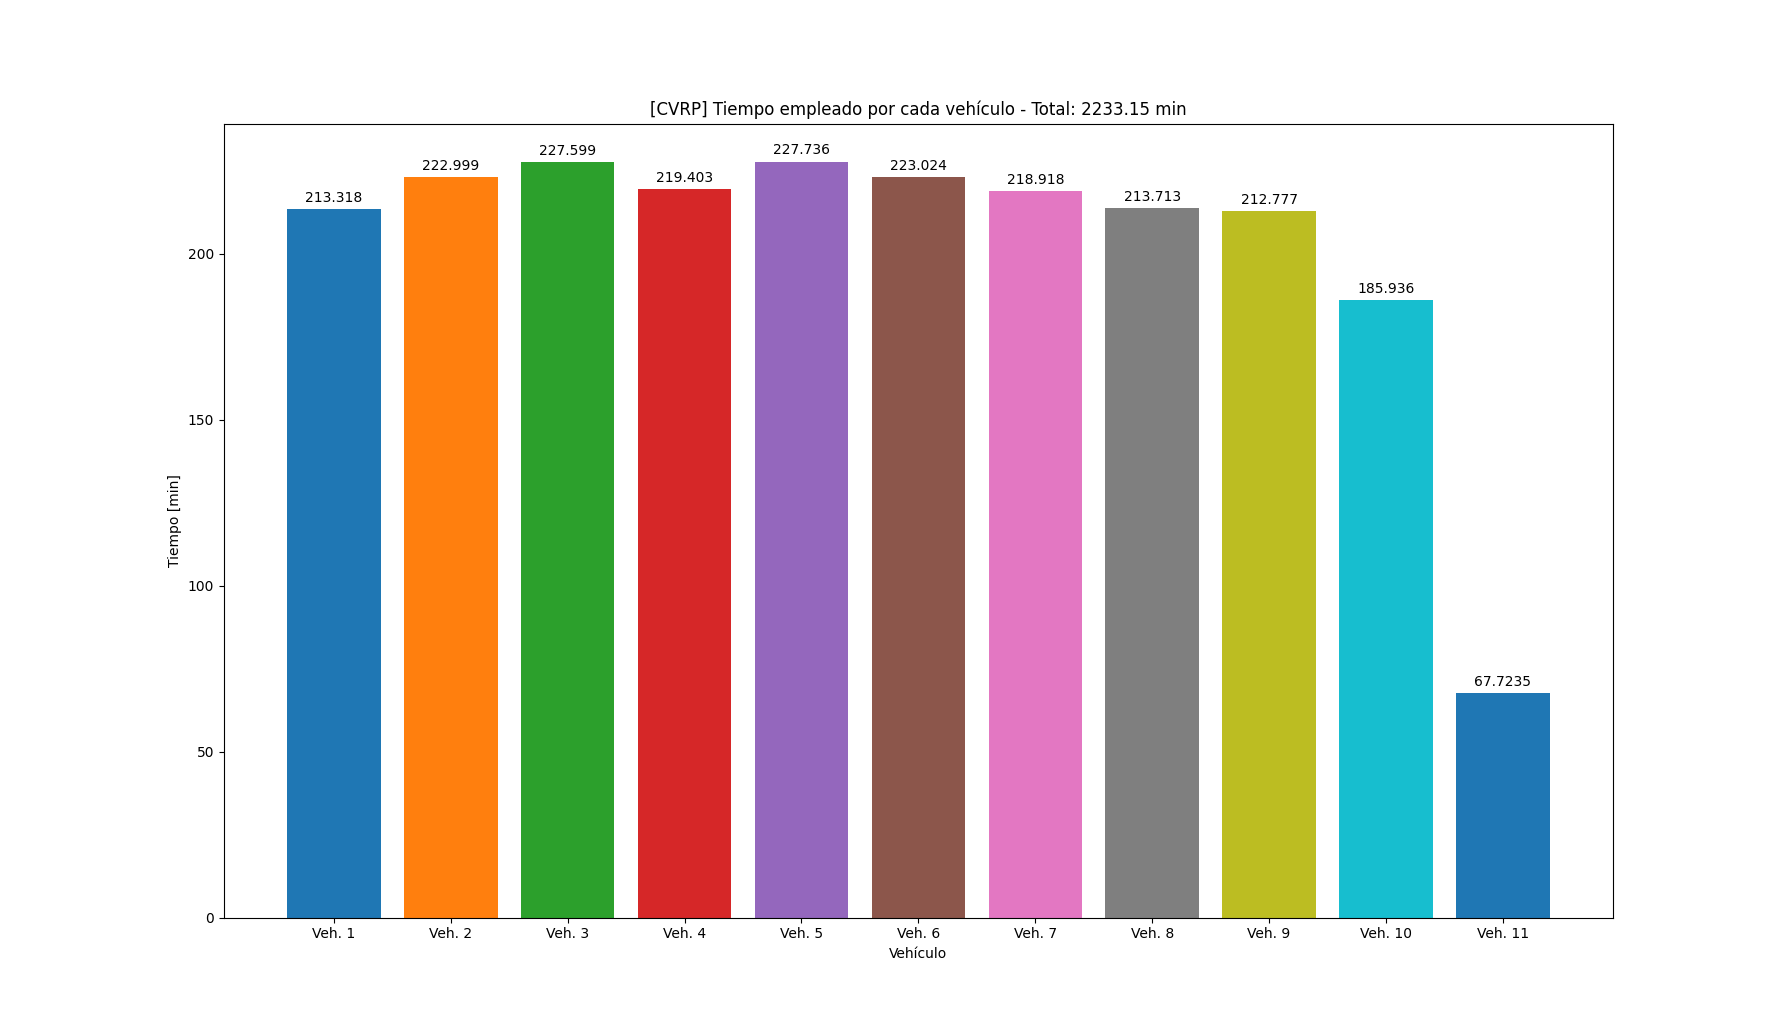 [CVRP] Tiempo empleado por cada vehículo - Total: 2233.15 min
213.318
222.999
227.599
219.403
227.736
223.024
218.918
213.713
212.777
185.936
67.7235
200
150
100
50
0
Tiempo [min]
Veh. 1
Veh. 2
Veh. 3
Veh. 4
Veh. 5
Veh. 6
Veh. 7
Veh. 8
Veh. 9
Veh. 10
Veh. 11
Vehículo